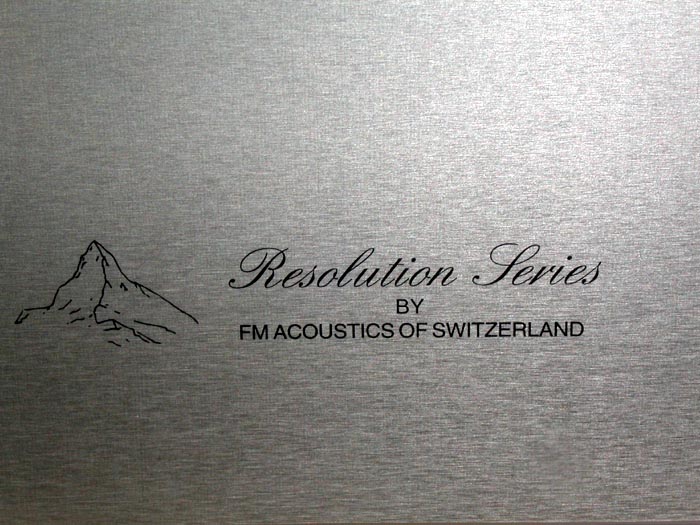 Resolution Series
BY
FM ACOUSTICS OF SWITZERLAND